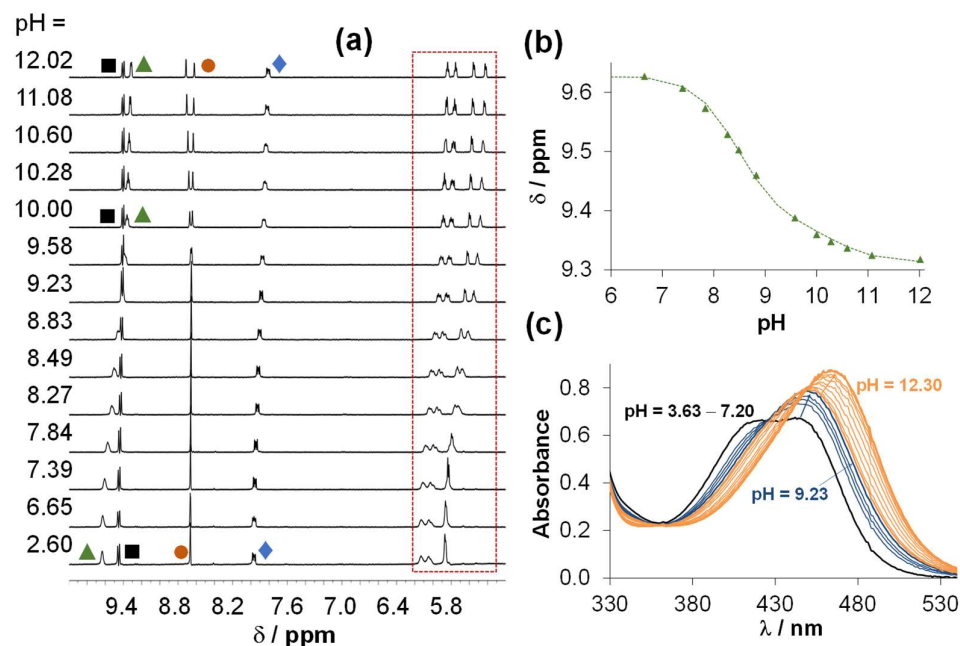 pH =
(a)
12.02
11.08
10.60
10.28
10.00
9.58
9.23
8.83
8.49
8.27
7.84
7.39
6.65
2.60
9.4 8.8 8.2 7.6 7.0 6.4 5.8
δ / ppm
(b)
9.6
9.5
9.4
9.3
δ / ppm
6 7 8 9 10 11 12
pH
(c)
0.8
0.6
0.4
0.2
0.0
Absorbance
pH = 3.63 – 7.20
pH = 12.30
pH = 9.23
330 380 430 480 530
λ / nm